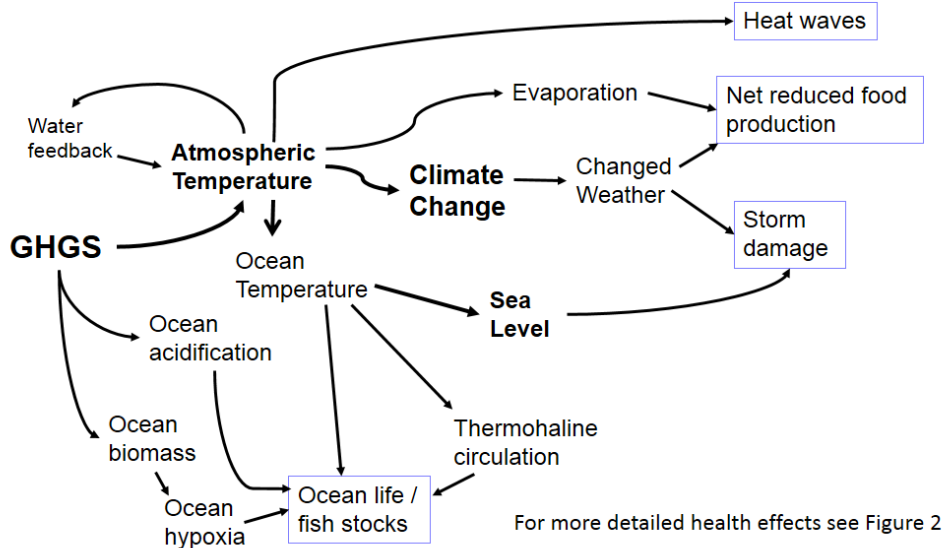 Heat waves
Evaporation
Net reduced food
production
Water
feedback
Atmospheric
Temperature
Climate
Change
Changed
Weather
Storm
damage
GHGS
Ocean
Temperature
Sea
Level
Ocean
acidification
Ocean
biomass
Thermohaline
circulation
Ocean
hypoxia
Ocean life /
fish stocks
For more detailed health effects see Figure 2